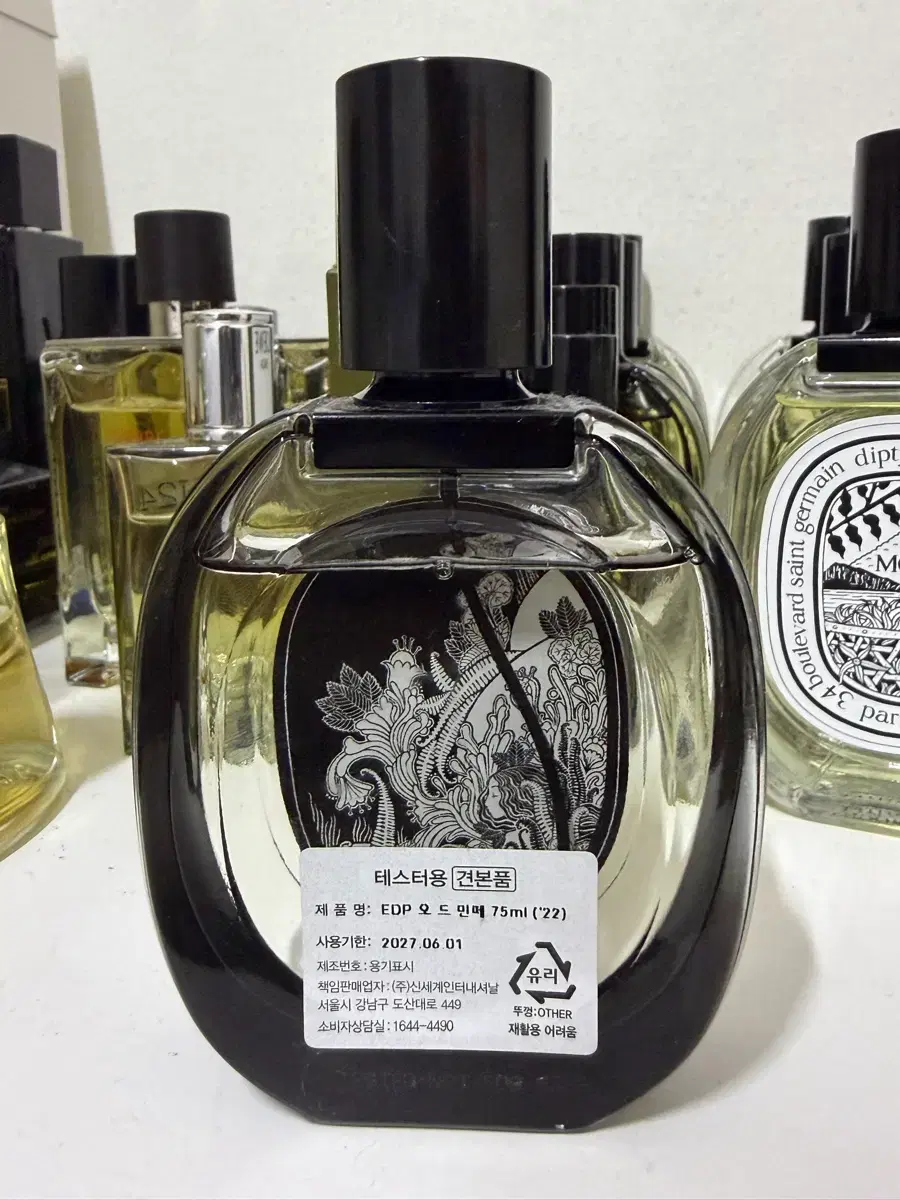 테스터용 견본품
제 품 명: EDP 오 드 민떼 75ml ('22)
사용기한: 2027.06.01
제조번호:용기표시
책임판매업자:(주)신세계인터내셔날
서울시 강남구 도산대로 449
소비자상담실:1644-4490
유리
뚜껑:OTHER
재활용 어려움
34 boulevard saint germain dipty
MO
par